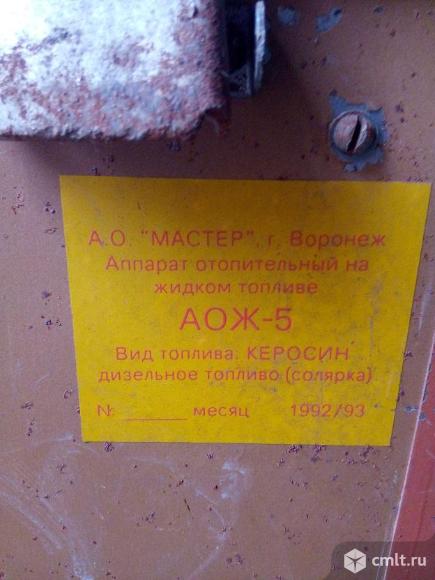 А.О. "МАСТЕР", г. Воронеж
Аппарат отопительный на
жидком топливе
АОЖ-5
Вид топлива: КЕРОСИН
дизельное топливо (солярка)
№ ______ месяц 1992/93
cmlt.ru